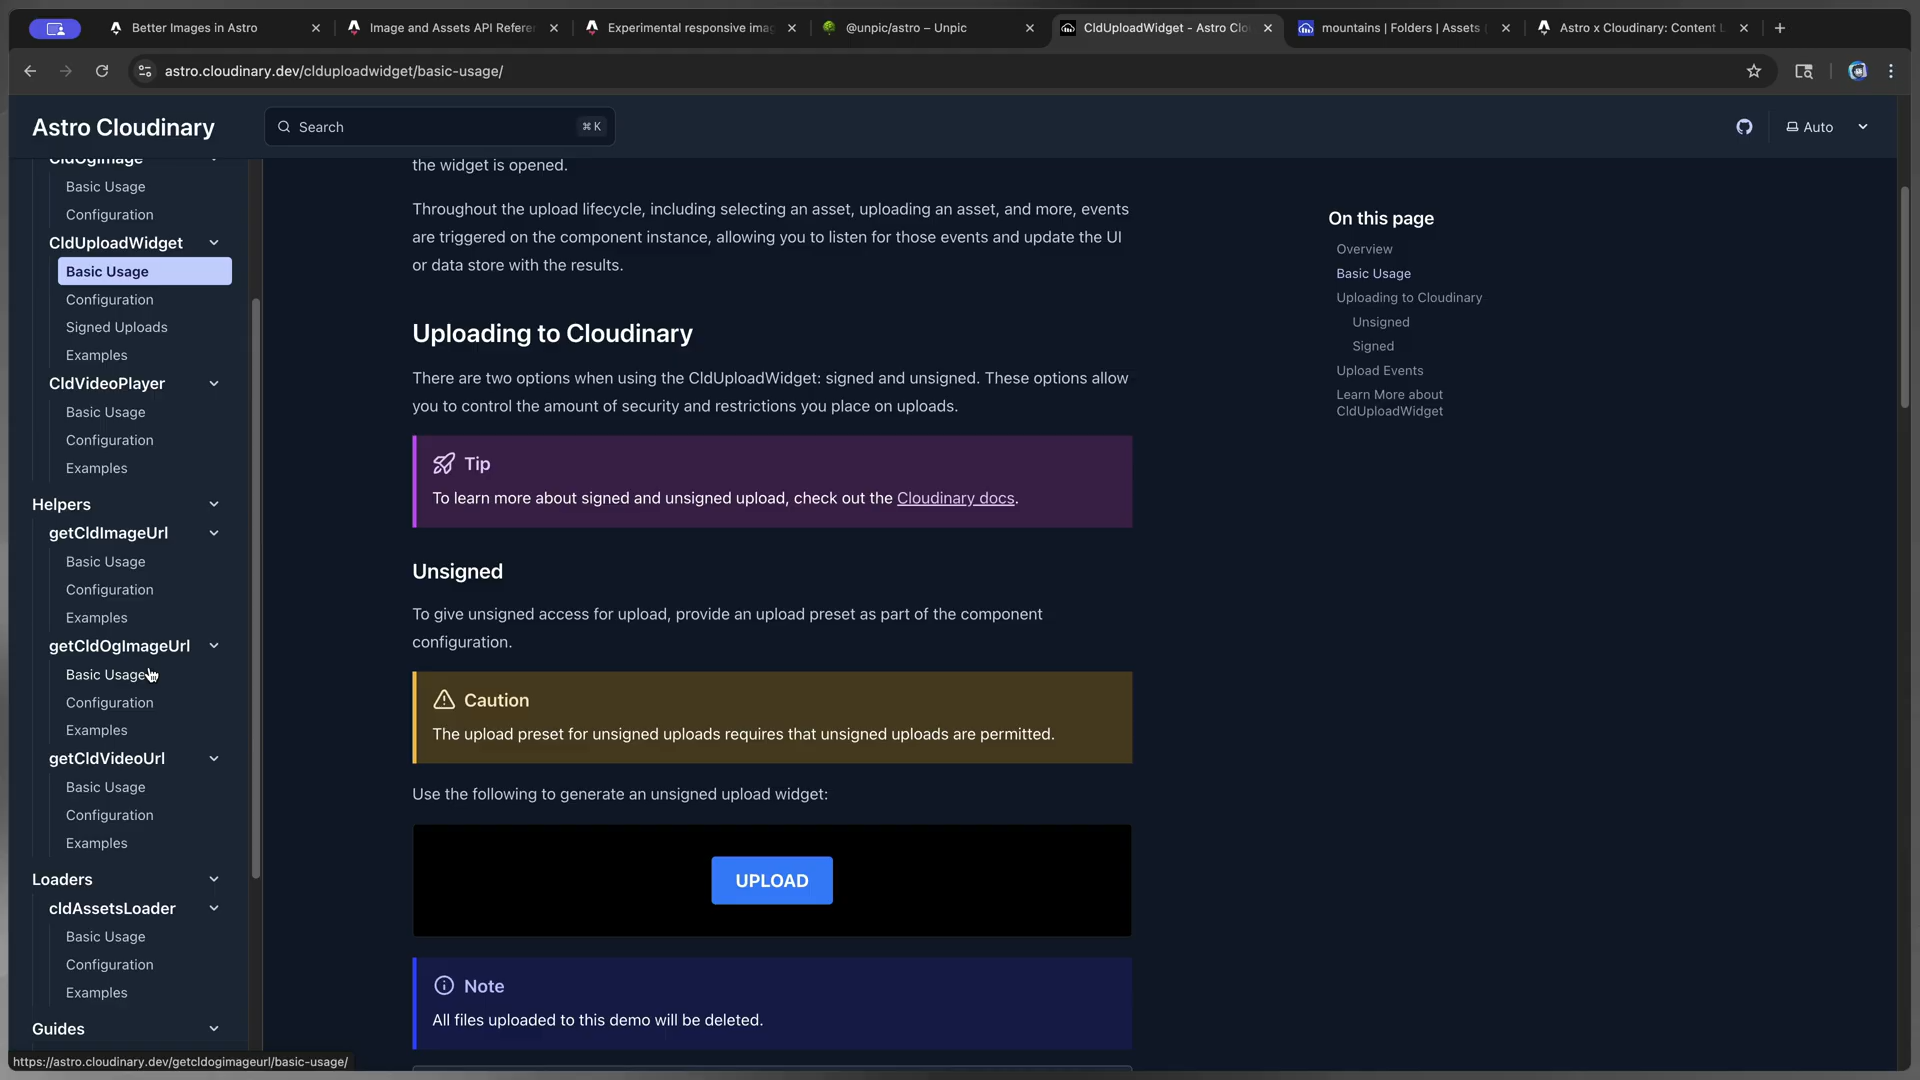 Better Images in Astro
Image and Assets API Referer
Experimental responsive imag
@unpic/astro – Unpic
CldUploadWidget - Astro Clo
mountains | Folders | Assets
Astro x Cloudinary: Content L
astro.cloudinary.dev/clduploadwidget/basic-usage/
Astro Cloudinary
Search
⌘ K
Auto
CldOgImage
Basic Usage
Configuration
CldUploadWidget
Basic Usage
Configuration
Signed Uploads
Examples
CldVideoPlayer
Basic Usage
Configuration
Examples
Helpers
getCldImageUrl
Basic Usage
Configuration
Examples
getCldOgImageUrl
Basic Usage
Configuration
Examples
getCldVideoUrl
Basic Usage
Configuration
Examples
Loaders
cldAssetsLoader
Basic Usage
Configuration
Examples
Guides
https://astro.cloudinary.dev/getcldogimageurl/basic-usage/
the widget is opened.
Throughout the upload lifecycle, including selecting an asset, uploading an asset, and more, events
are triggered on the component instance, allowing you to listen for those events and update the UI
or data store with the results.
Uploading to Cloudinary
There are two options when using the CldUploadWidget: signed and unsigned. These options allow
you to control the amount of security and restrictions you place on uploads.
Tip
To learn more about signed and unsigned upload, check out the Cloudinary docs.
Unsigned
To give unsigned access for upload, provide an upload preset as part of the component
configuration.
Caution
The upload preset for unsigned uploads requires that unsigned uploads are permitted.
Use the following to generate an unsigned upload widget:
UPLOAD
Note
All files uploaded to this demo will be deleted.
On this page
Overview
Basic Usage
Uploading to Cloudinary
Unsigned
Signed
Upload Events
Learn More about
CldUploadWidget